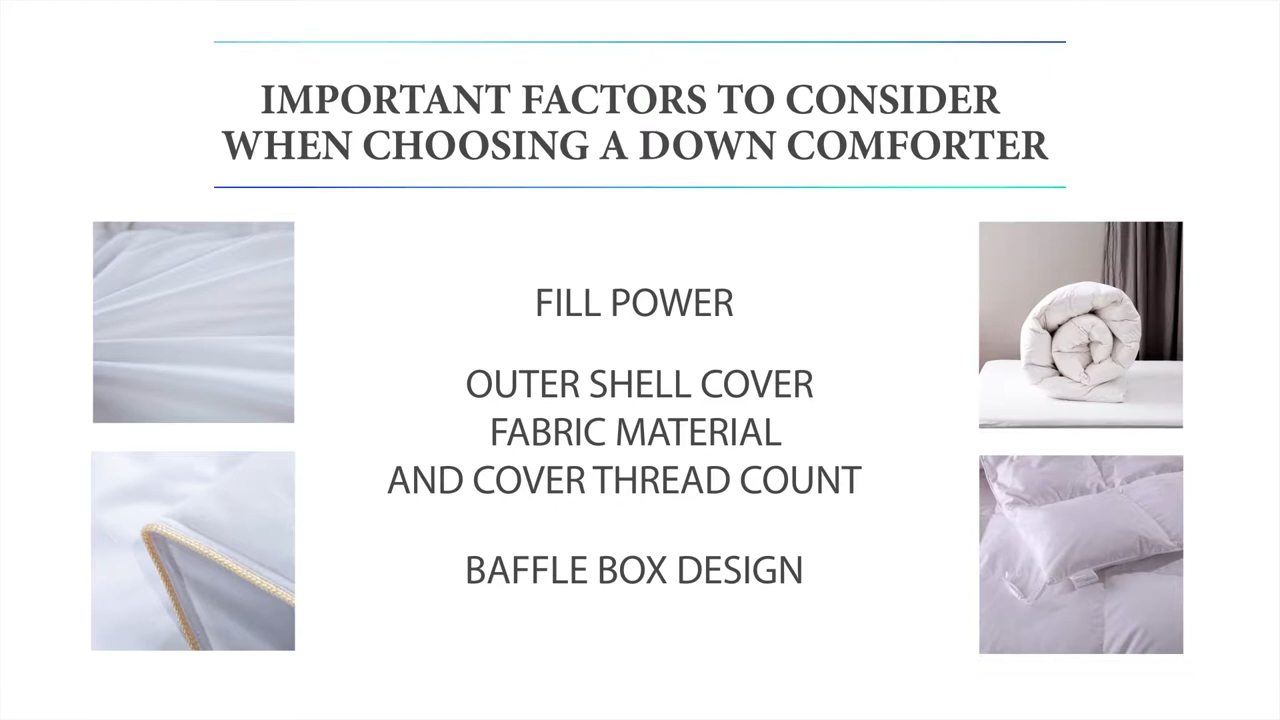 IMPORTANT FACTORS TO CONSIDER
WHEN CHOOSING A DOWN COMFORTER
FILL POWER
OUTER SHELL COVER
FABRIC MATERIAL
AND COVER THREAD COUNT
BAFFLE BOX DESIGN